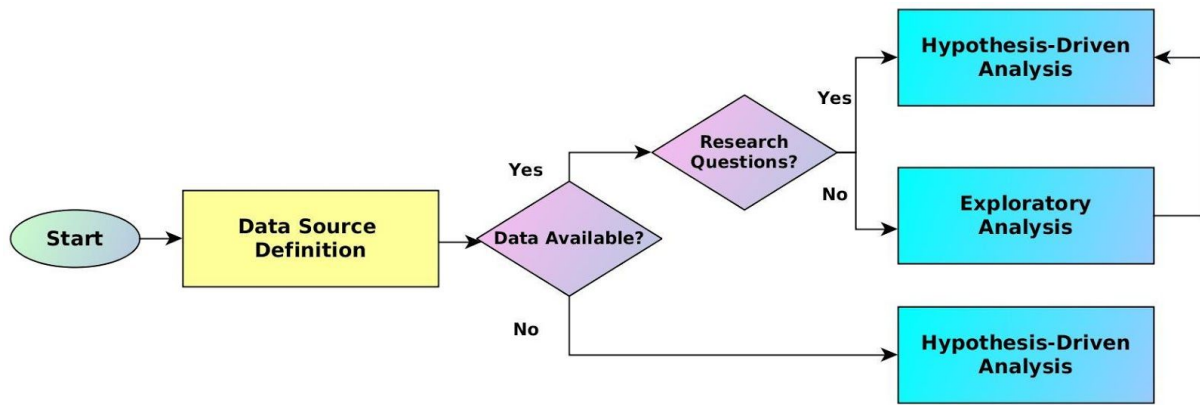 Start
Data Source
Definition
Data Available?
Yes
No
Research
Questions?
Yes
No
Hypothesis-Driven
Analysis
Exploratory
Analysis
Hypothesis-Driven
Analysis